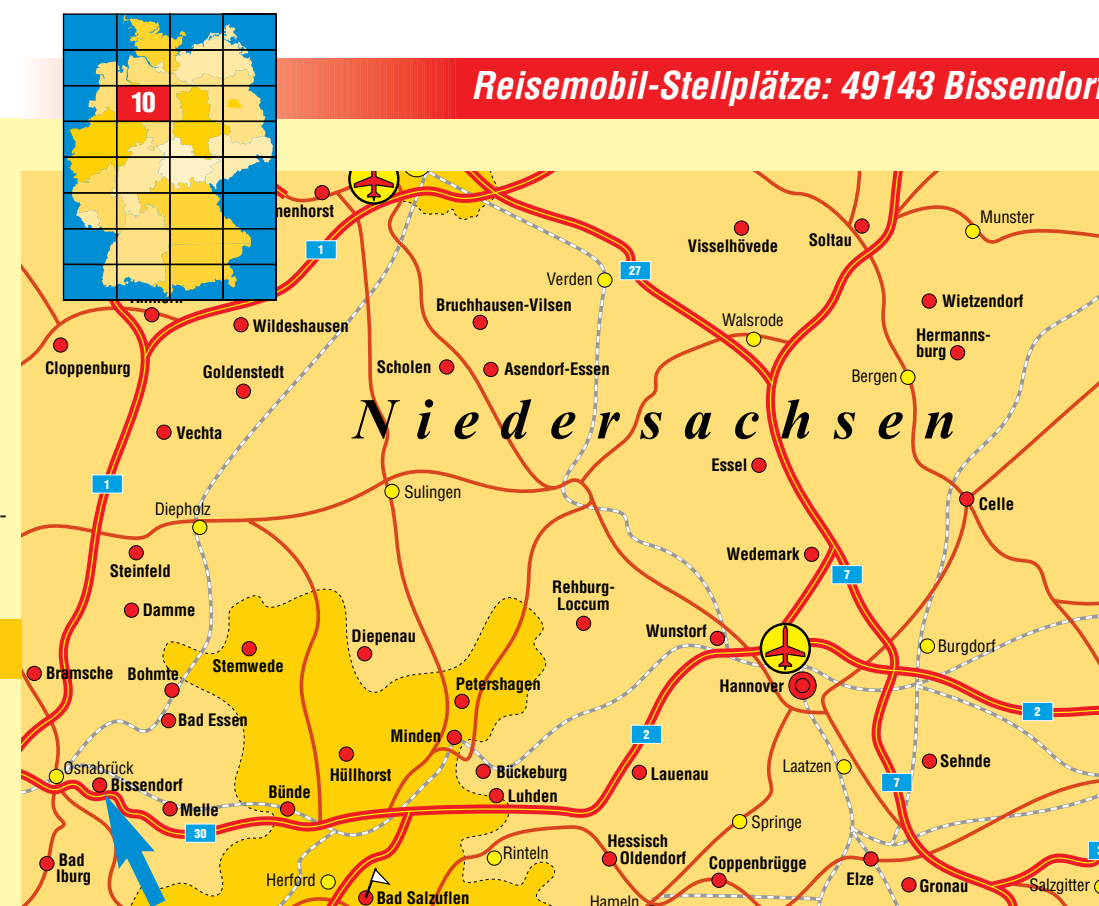 10
Reisemobil-Stellplätze: 49143 Bissendorf
1
27
Munster
Visselhövede
Soltau
Verden
Wietzendorf
Bruchhausen-Vilsen
Wildeshausen
Walsrode
Hermanns-
burg
Cloppenburg
Goldenstedt
Scholen
Asendorf-Essen
Bergen
Niedersachsen
Vechta
Essel
1
Sulingen
Celle
Diepholz
-
Wedemark
Steinfeld
7
Rehburg-
Loccum
Damme
Diepenau
Wunstorf
Burgdorf
Bramsche
Bohmte
Stemwede
Petershagen
Hannover
Bad Essen
2
Minden
2
Osnabrück
Bissendorf
Hüllhorst
Bückeburg
Lauenau
Laatzen
Sehnde
7
Bünde
Luhden
Melle
30
Springe
Hessisch
Oldendorf
Rinteln
Coppenbrügge
Bad
Iburg
Herford
Elze
Gronau
Salzgitter
Bad Salzuflen
Hameln